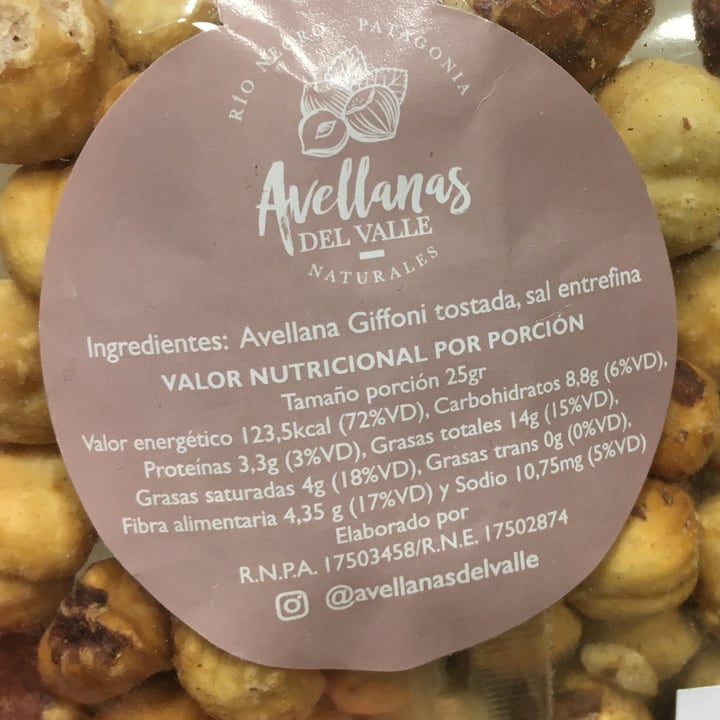 RÍO NEGRO PATAGONIA
Avellanas
DEL VALLE
NATURALES
Ingredientes: Avellana Giffoni tostada, sal entrefina
VALOR NUTRICIONAL POR PORCIÓN
Tamaño porción 25gr
Valor energético 123,5kcal (72%VD), Carbohidratos 8,8g (6%VD),
Proteínas 3,3g (3%VD), Grasas totales 14g (15%VD),
Grasas saturadas 4g (18%VD), Grasas trans 0g (0%VD),
Fibra alimentaria 4,35 g (17%VD) y Sodio 10,75mg (5%VD)
Elaborado por
R.N.P.A. 17503458/R.N.E. 17502874
@avellanasdelvalle